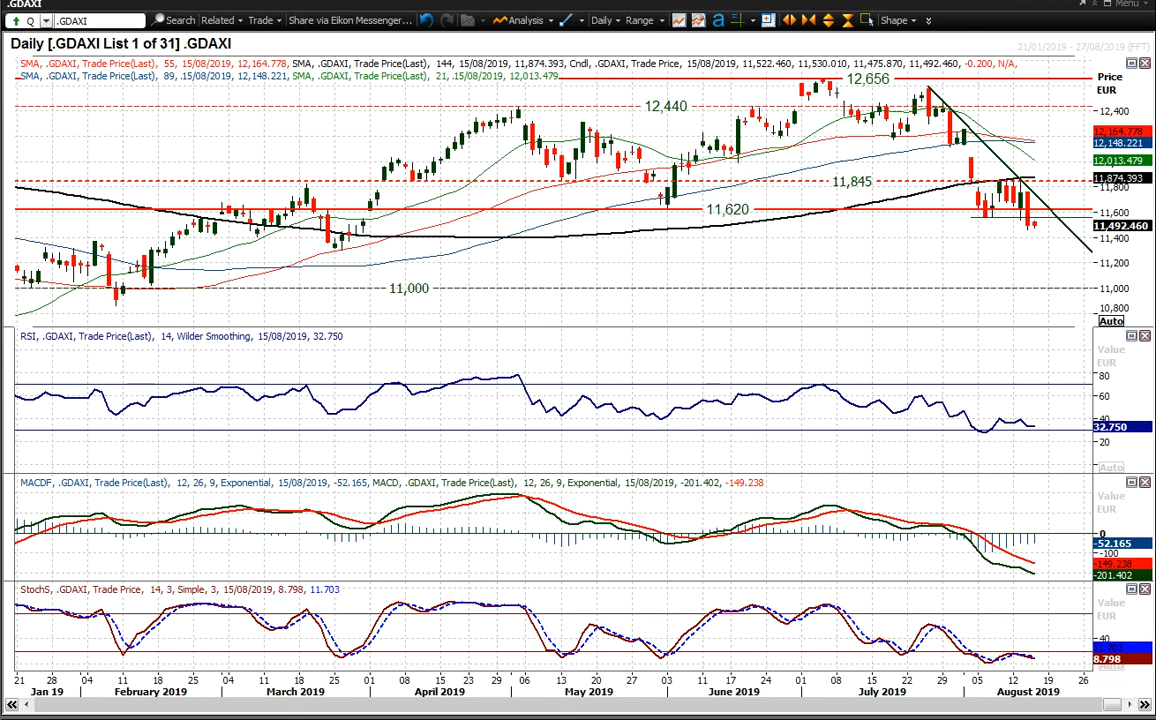 .GDAXI
Menu
Q .GDAXI Search Related Trade Share via Eikon Messenger... Analysis Daily Range a Shape
Daily [.GDAXI List 1 of 31] .GDAXI
21/01/2019 - 27/08/2019 (FFT)
SMA, .GDAXI, Trade Price(Last), 55, 15/08/2019, 12,164.778, SMA, .GDAXI, Trade Price(Last), 144, 15/08/2019, 11,874.393, Cndl, .GDAXI, Trade Price, 15/08/2019, 11,522.460, 11,530.010, 11,475.870, 11,492.460, -0.200, N/A,
SMA, .GDAXI, Trade Price(Last), 89, 15/08/2019, 12,148.221, SMA, .GDAXI, Trade Price(Last), 21, 15/08/2019, 12,013.479
Price
EUR
12,656
12,440
12,400
12,164.778
12,148.221
12,013.479
11,874.393
11,845
11,800
11,620
11,600
11,492.460
11,400
11,200
11,000
11,000
10,800
Auto
RSI, .GDAXI, Trade Price(Last), 14, Wilder Smoothing, 15/08/2019, 32.750
Value
EUR
80
60
40
32.750
20
Auto
MACDF, .GDAXI, Trade Price(Last), 12, 26, 9, Exponential, 15/08/2019, -52.165, MACD, .GDAXI, Trade Price(Last), 12, 26, 9, Exponential, 15/08/2019, -201.402, -149.238
Value
EUR
0
-52.165
-100
-149.238
-201.402
StochS, .GDAXI, Trade Price, 14, 3, Simple, 3, 15/08/2019, 8.798, 11.703
Value
EUR
40
11.703
8.798
Auto
21 28 04 11 18 25 04 11 18 25 01 08 15 23 29 06 13 20 27 03 11 17 24 01 08 15 22 29 05 12 19 26
Jan 19 February 2019 March 2019 April 2019 May 2019 June 2019 July 2019 August 2019